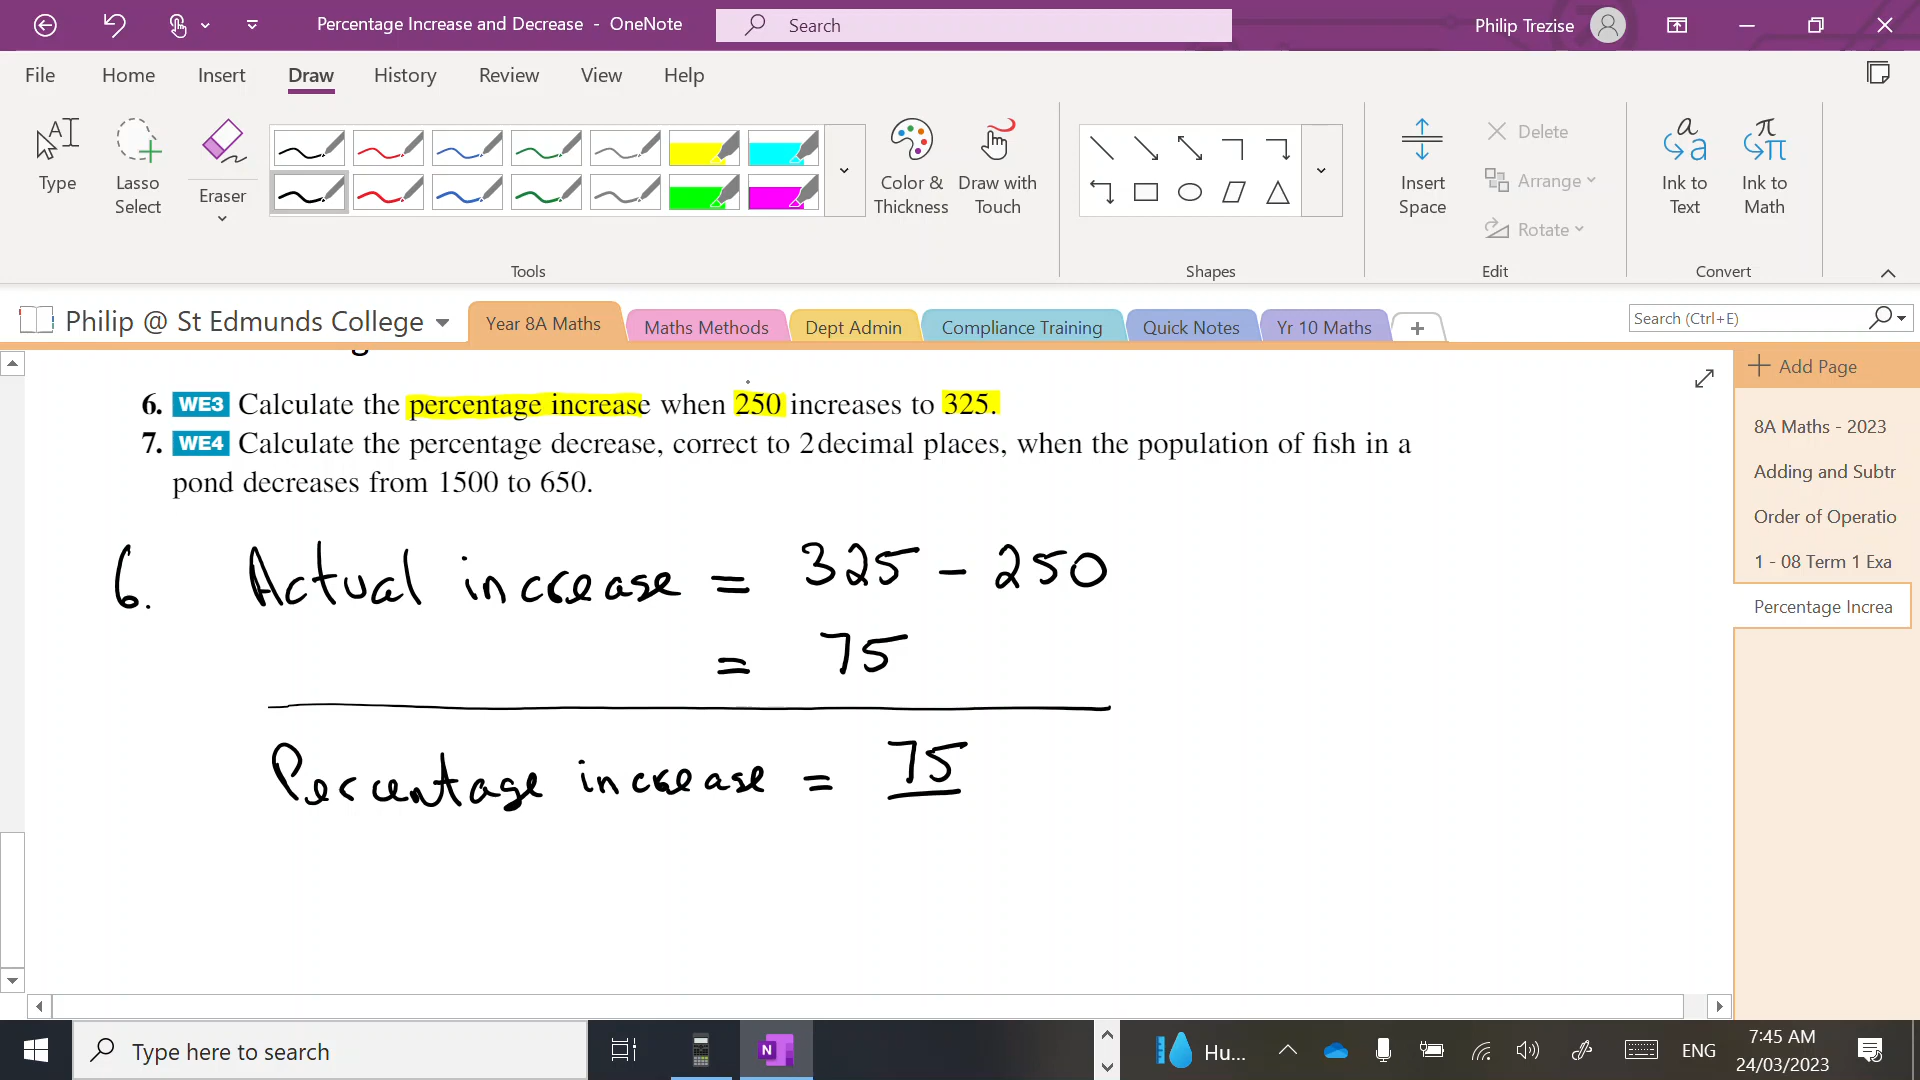 Percentage Increase and Decrease - OneNote
Search
Philip Trezise
File Home Insert Draw History Review View Help
Type
Lasso Select
Eraser
Color & Thickness
Draw with Touch
Insert Space
Delete
Arrange
Rotate
Ink to Text
Ink to Math
Tools
Shapes
Edit
Convert
Philip @ St Edmunds College
Year 8A Maths
Maths Methods
Dept Admin
Compliance Training
Quick Notes
Yr 10 Maths
Search (Ctrl+E)
Add Page
8A Maths - 2023
Adding and Subtr
Order of Operatio
1 - 08 Term 1 Exa
Percentage Increa
6. WE3 Calculate the percentage increase when 250 increases to 325.
7. WE4 Calculate the percentage decrease, correct to 2 decimal places, when the population of fish in a
pond decreases from 1500 to 650.
6. Actual increase = 325 - 250
= 75
Percentage increase = 75
Type here to search
Hu...
ENG
7:45 AM
24/03/2023